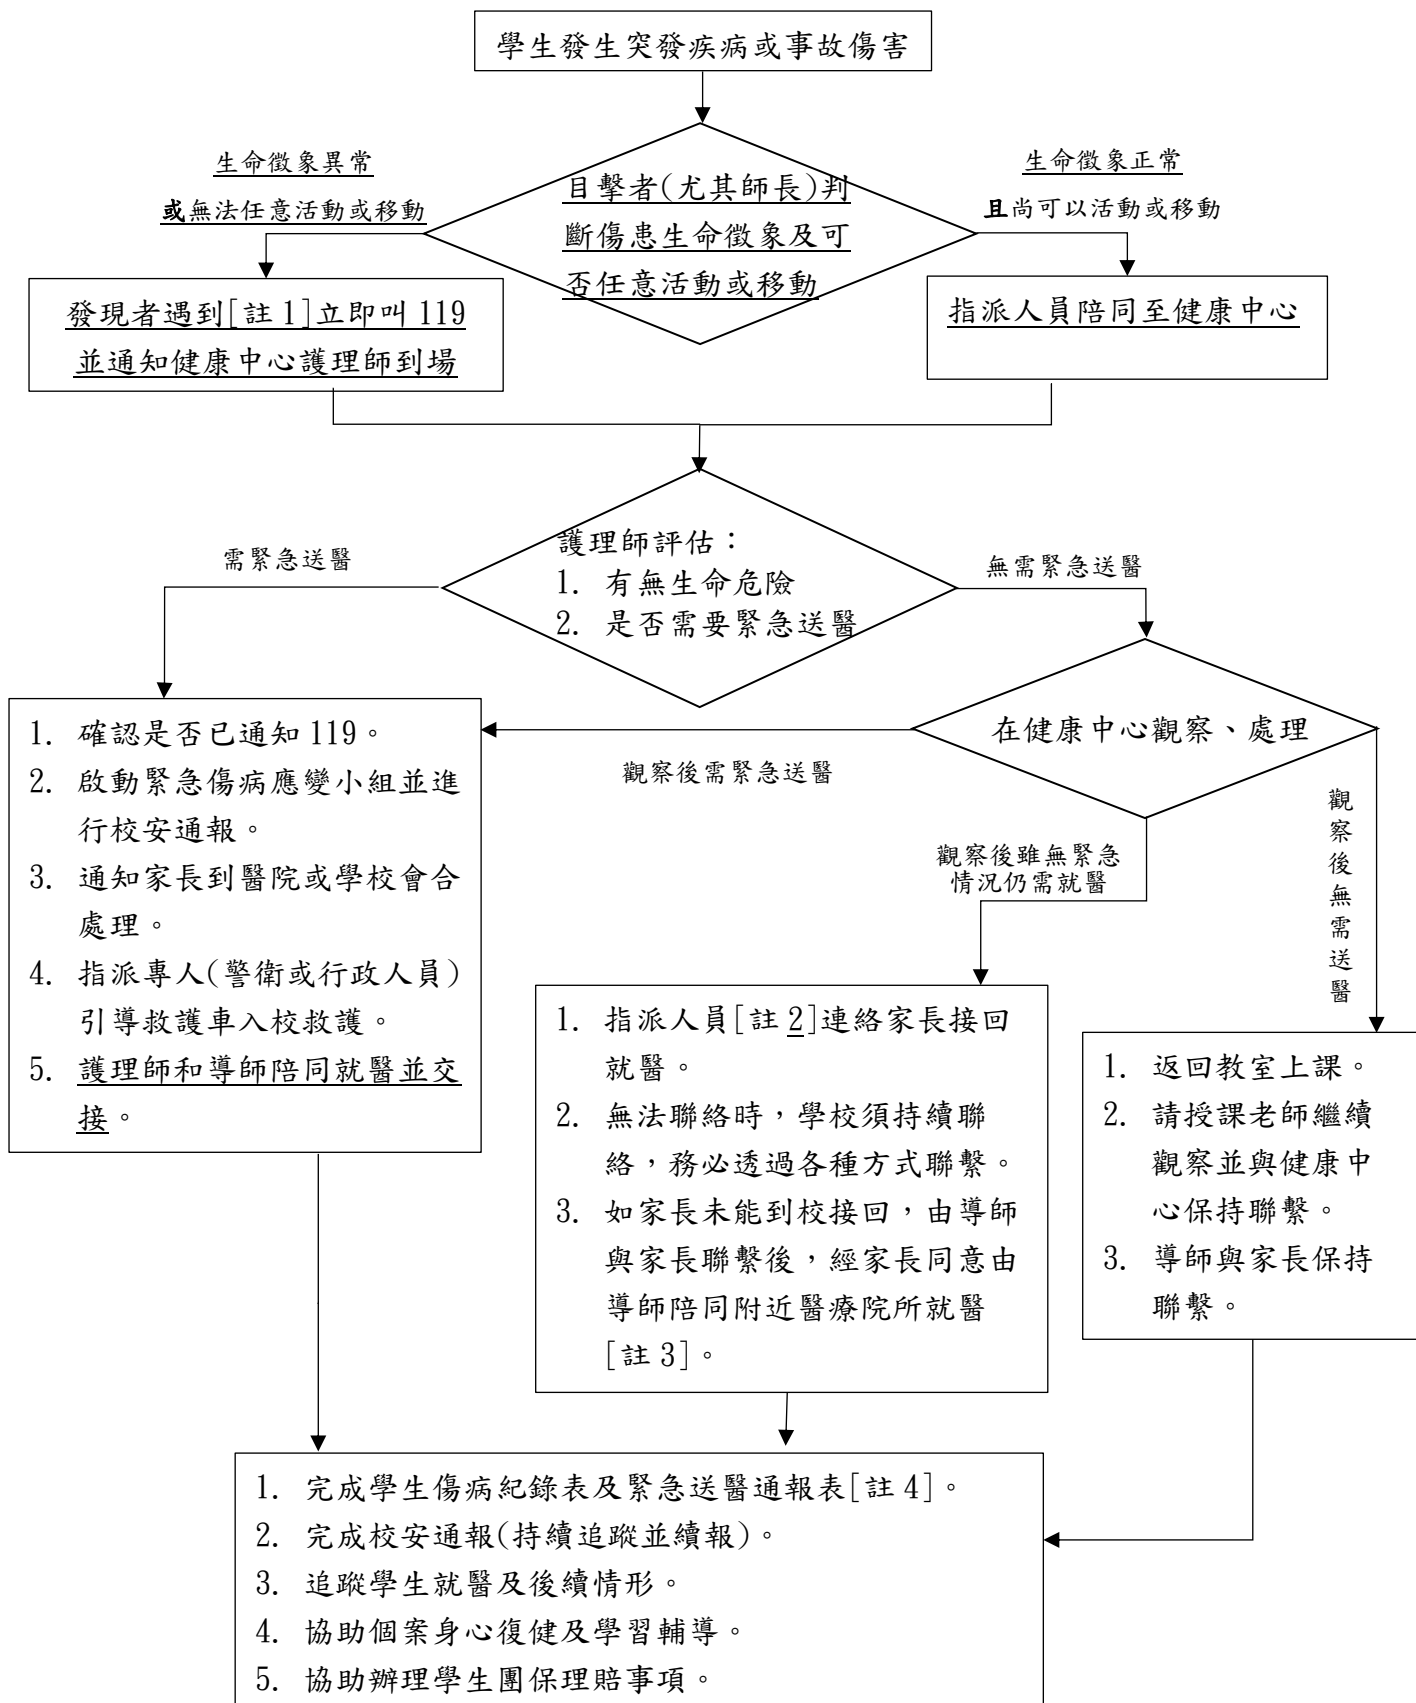 學生發生突發疾病或事故傷害
生命徵象異常
或無法任意活動或移動
目擊者(尤其師長)判
斷傷患生命徵象及可
否任意活動或移動
生命徵象正常
且尚可以活動或移動
發現者遇到[註 1]立即叫 119
並通知健康中心護理師到場
指派人員陪同至健康中心
需緊急送醫
護理師評估：
1. 有無生命危險
2. 是否需要緊急送醫
無需緊急送醫
在健康中心觀察、處理
觀察後需緊急送醫
觀察後雖無緊急
情況仍需就醫
觀察後無需送醫
1. 確認是否已通知 119。
2. 啟動緊急傷病應變小組並進
行校安通報。
3. 通知家長到醫院或學校會合
處理。
4. 指派專人(警衛或行政人員)
引導救護車入校救護。
5. 護理師和導師陪同就醫並交
接。
1. 指派人員[註 2]連絡家長接回
就醫。
2. 無法聯絡時，學校須持續聯
絡，務必透過各種方式聯繫。
3. 如家長未能到校接回，由導師
與家長聯繫後，經家長同意由
導師陪同附近醫療院所就醫
[註 3]。
1. 返回教室上課。
2. 請授課老師繼續
觀察並與健康中
心保持聯繫。
3. 導師與家長保持
聯繫。
1. 完成學生傷病紀錄表及緊急送醫通報表[註 4]。
2. 完成校安通報(持續追蹤並續報)。
3. 追蹤學生就醫及後續情形。
4. 協助個案身心復健及學習輔導。
5. 協助辦理學生團保理賠事項。